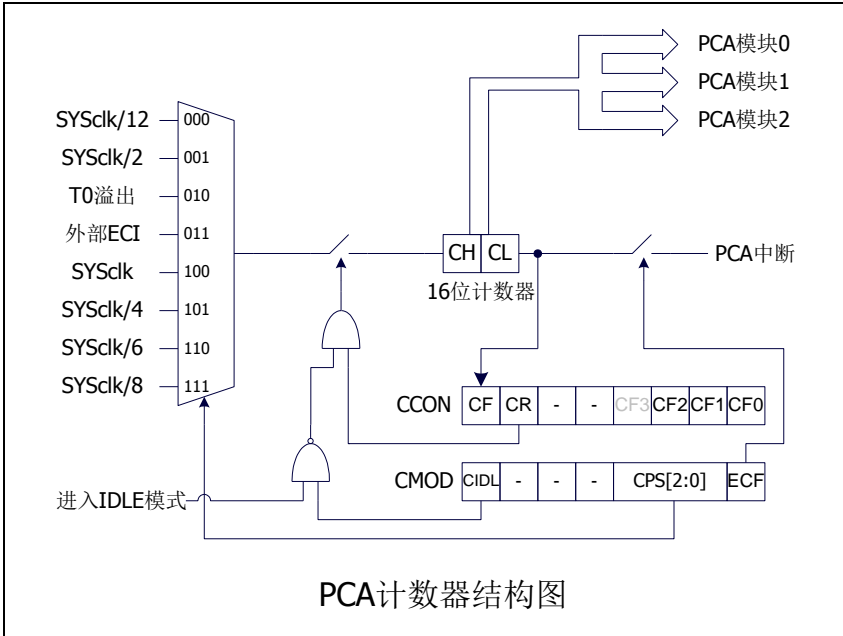 PCA模块0
PCA模块1
PCA模块2
SYSclk/12 000
SYSclk/2 001
T0溢出 010
外部ECI 011
SYSclk 100
SYSclk/4 101
SYSclk/6 110
SYSclk/8 111
CH CL
16位计数器
PCA中断
CCON CF CR - - CF3 CF2 CF1 CF0
CMOD CIDL - - - CPS[2:0] ECF
进入IDLE模式
PCA计数器结构图